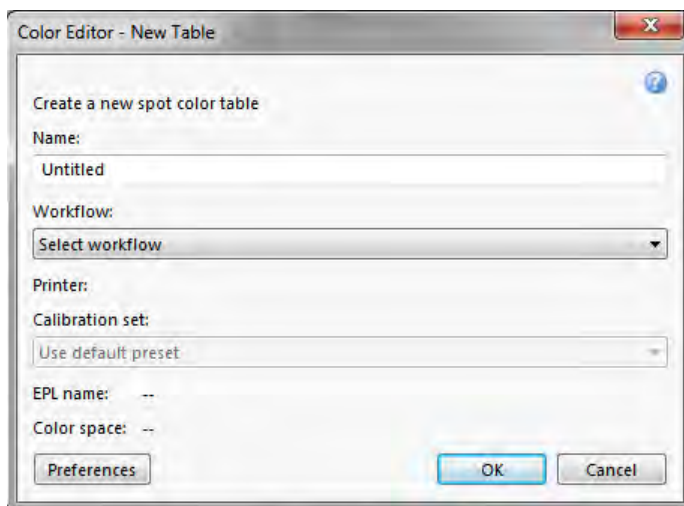 Color Editor - New Table
Create a new spot color table
Name:
Untitled
Workflow:
Select workflow
Printer:
Calibration set:
Use default preset
EPL name: --
Color space: --
Preferences OK Cancel